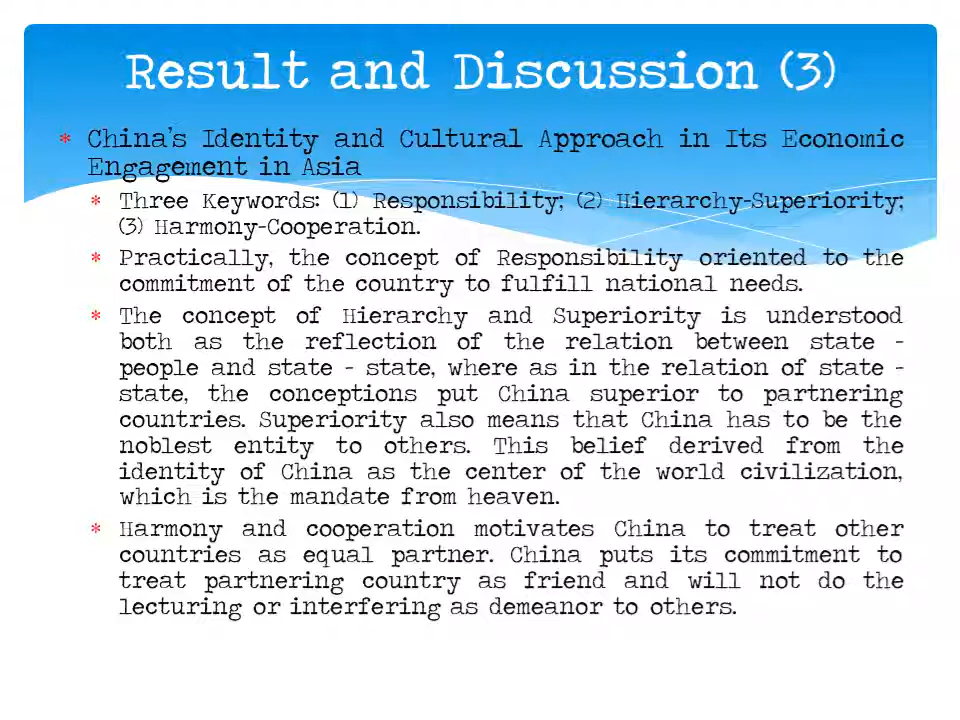 Result and Discussion (3)
* China's Identity and Cultural Approach in Its Economic
Engagement in Asia
* Three Keywords: (1) Responsibility; (2) Hierarchy-Superiority;
(3) Harmony-Cooperation.
* Practically, the concept of Responsibility oriented to the
commitment of the country to fulfill national needs.
* The concept of Hierarchy and Superiority is understood
both as the reflection of the relation between state -
people and state - state, where as in the relation of state -
state, the conceptions put China superior to partnering
countries. Superiority also means that China has to be the
noblest entity to others. This belief derived from the
identity of China as the center of the world civilization,
which is the mandate from heaven.
* Harmony and cooperation motivates China to treat other
countries as equal partner. China puts its commitment to
treat partnering country as friend and will not do the
lecturing or interfering as demeanor to others.